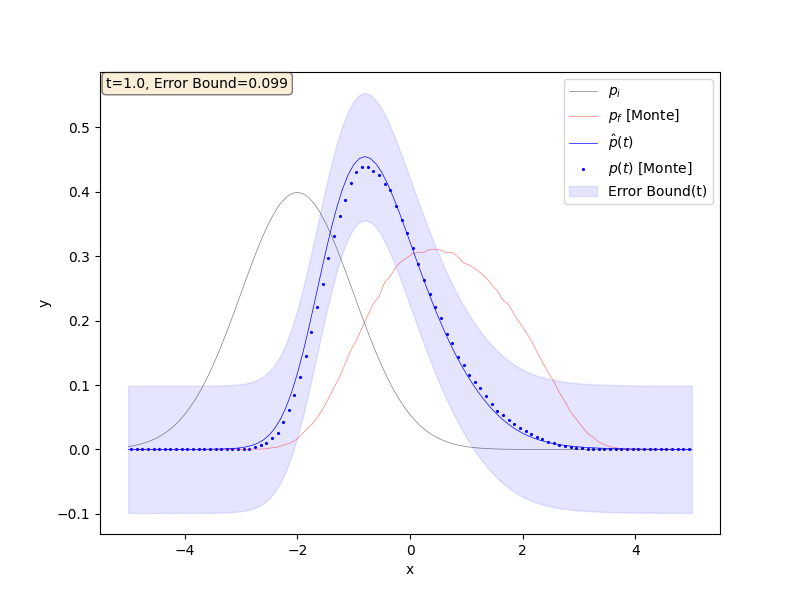 t=1.0, Error Bound=0.099
p_i
p_f [Monte]
p̂(t)
p(t) [Monte]
Error Bound(t)
y
0.5
0.4
0.3
0.2
0.1
0.0
−0.1
−4
−2
0
2
4
x